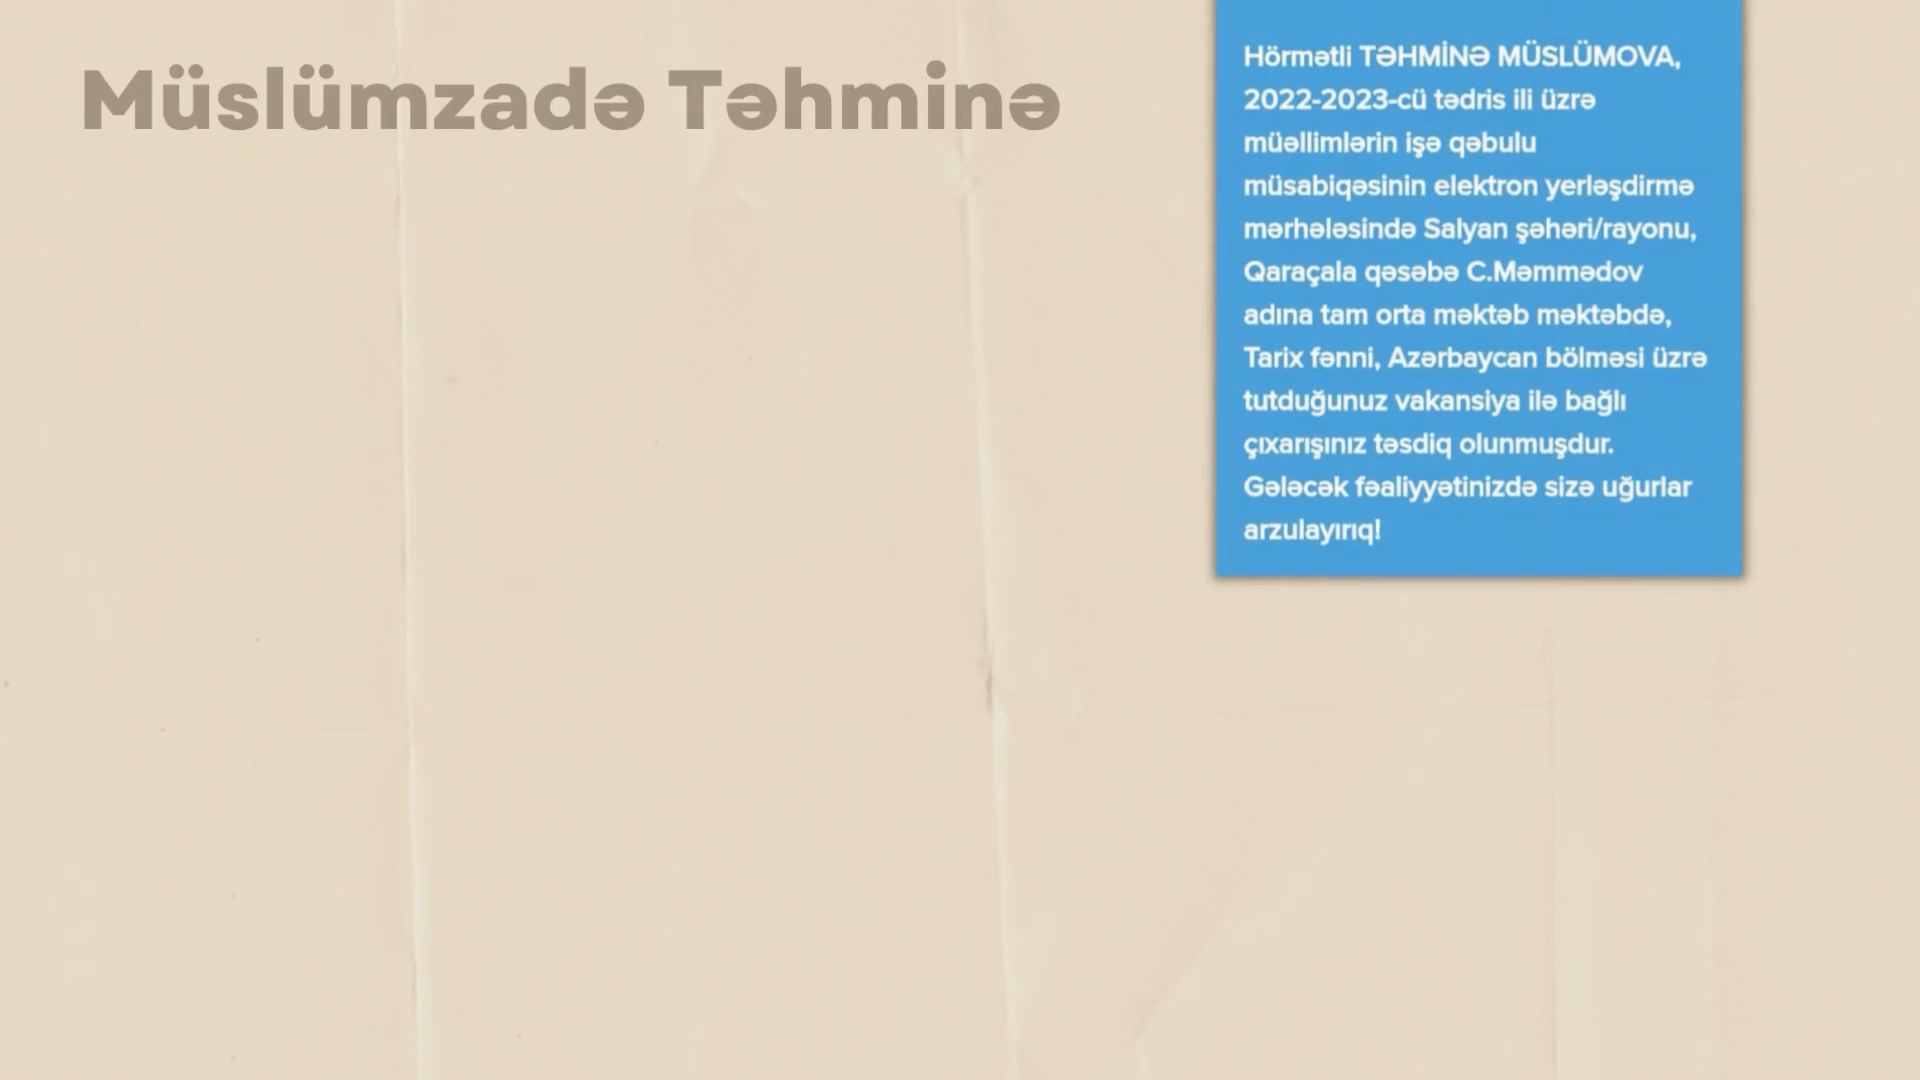 Müslümzadə Təhminə
Hörmətli TƏHMİNƏ MÜSLÜMOVA,
2022-2023-cü tədris ili üzrə
müəllimlərin işə qəbulu
müsabiqəsinin elektron yerləşdirmə
mərhələsində Salyan şəhəri/rayonu,
Qaraçala qəsəbə C.Məmmədov
adına tam orta məktəb məktəbdə,
Tarix fənni, Azərbaycan bölməsi üzrə
tutduğunuz vakansiya ilə bağlı
çıxarışınız təsdiq olunmuşdur.
Gələcək fəaliyyətinizdə sizə uğurlar
arzulayırıq!